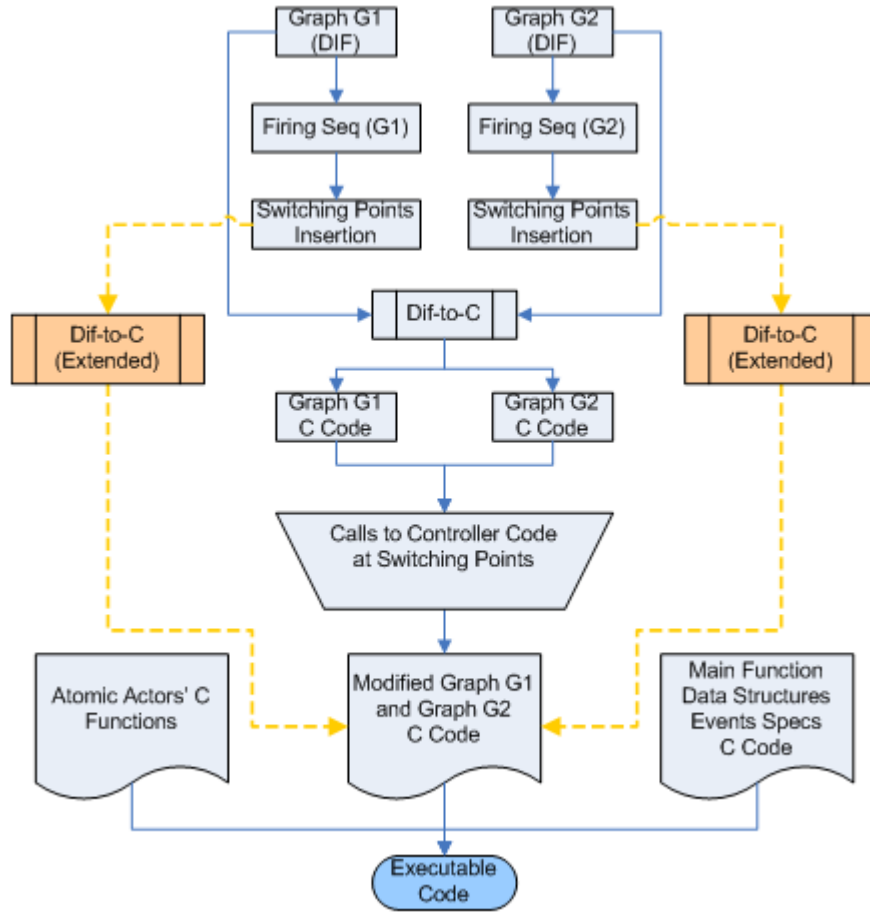 Graph G1
(DIF)
Graph G2
(DIF)
Firing Seq (G1)
Firing Seq (G2)
Switching Points
Insertion
Switching Points
Insertion
Dif-to-C
(Extended)
Dif-to-C
Dif-to-C
(Extended)
Graph G1
C Code
Graph G2
C Code
Calls to Controller Code
at Switching Points
Atomic Actors' C
Functions
Modified Graph G1
and Graph G2
C Code
Main Function
Data Structures
Events Specs
C Code
Executable
Code